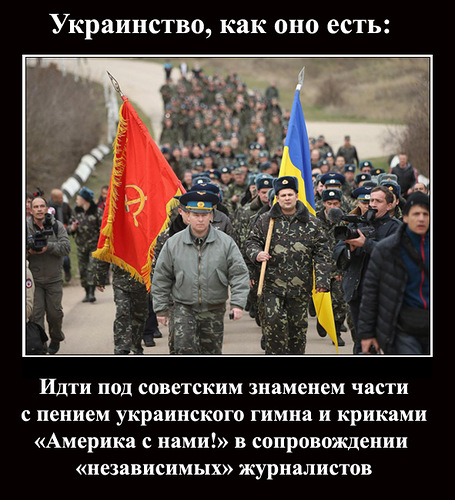 Украинство, как оно есть:
Идти под советским знаменем части
с пением украинского гимна и криками
«Америка с нами!» в сопровождении
«независимых» журналистов